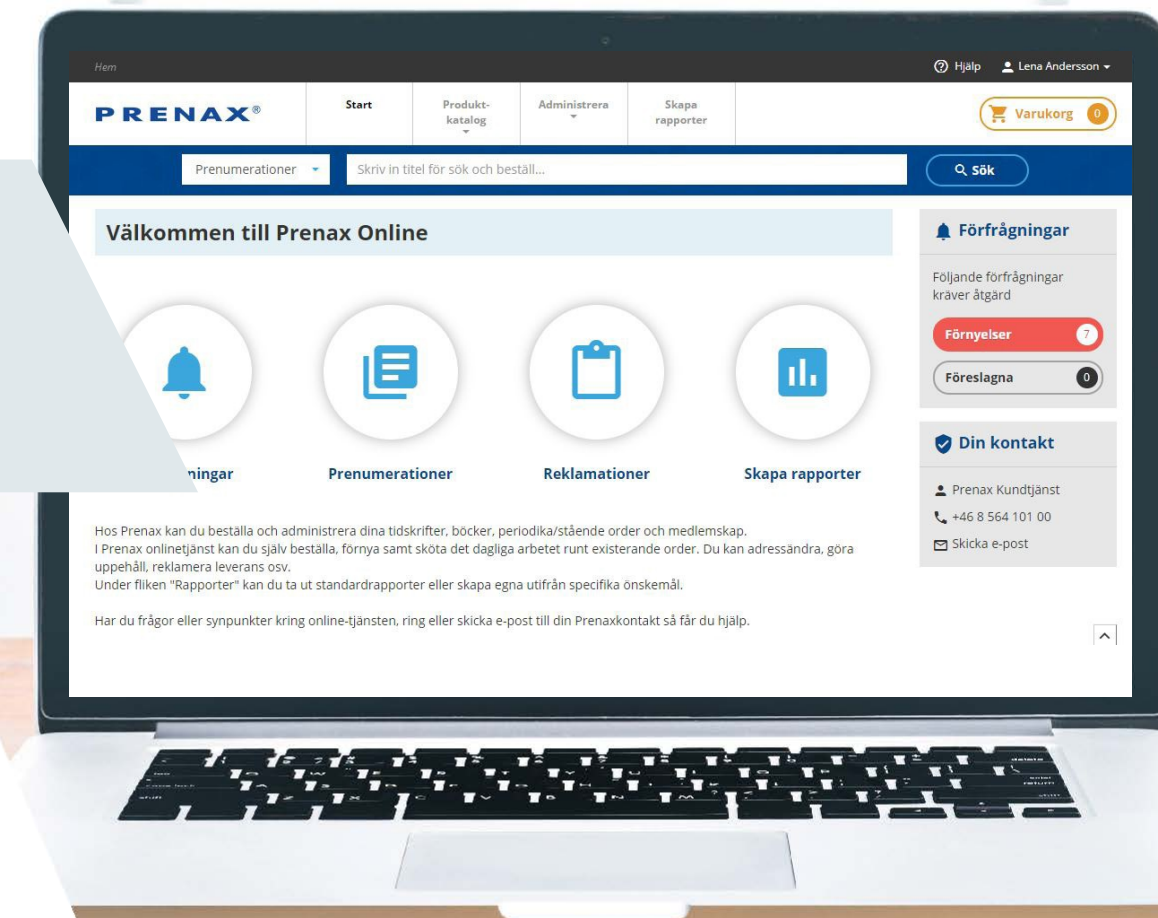 Hem
Hjälp
Lena Andersson
PRENAX®
Start
Produkt-
katalog
Administrera
Skapa
rapporter
Varukorg 0
Prenumerationer
Skriv in titel för sök och beställ...
Sök
Välkommen till Prenax Online
ningar
Prenumerationer
Reklamationer
Skapa rapporter
Hos Prenax kan du beställa och administrera dina tidskrifter, böcker, periodika/stående order och medlemskap.
I Prenax onlinetjänst kan du själv beställa, förnya samt sköta det dagliga arbetet runt existerande order. Du kan adressändra, göra
uppehåll, reklamera leverans osv.
Under fliken "Rapporter" kan du ta ut standardrapporter eller skapa egna utifrån specifika önskemål.
Har du frågor eller synpunkter kring online-tjänsten, ring eller skicka e-post till din Prenaxkontakt så får du hjälp.
Förfrågningar
Följande förfrågningar
kräver åtgärd
Förnyelser 7
Föreslagna 0
Din kontakt
Prenax Kundtjänst
+46 8 564 101 00
Skicka e-post